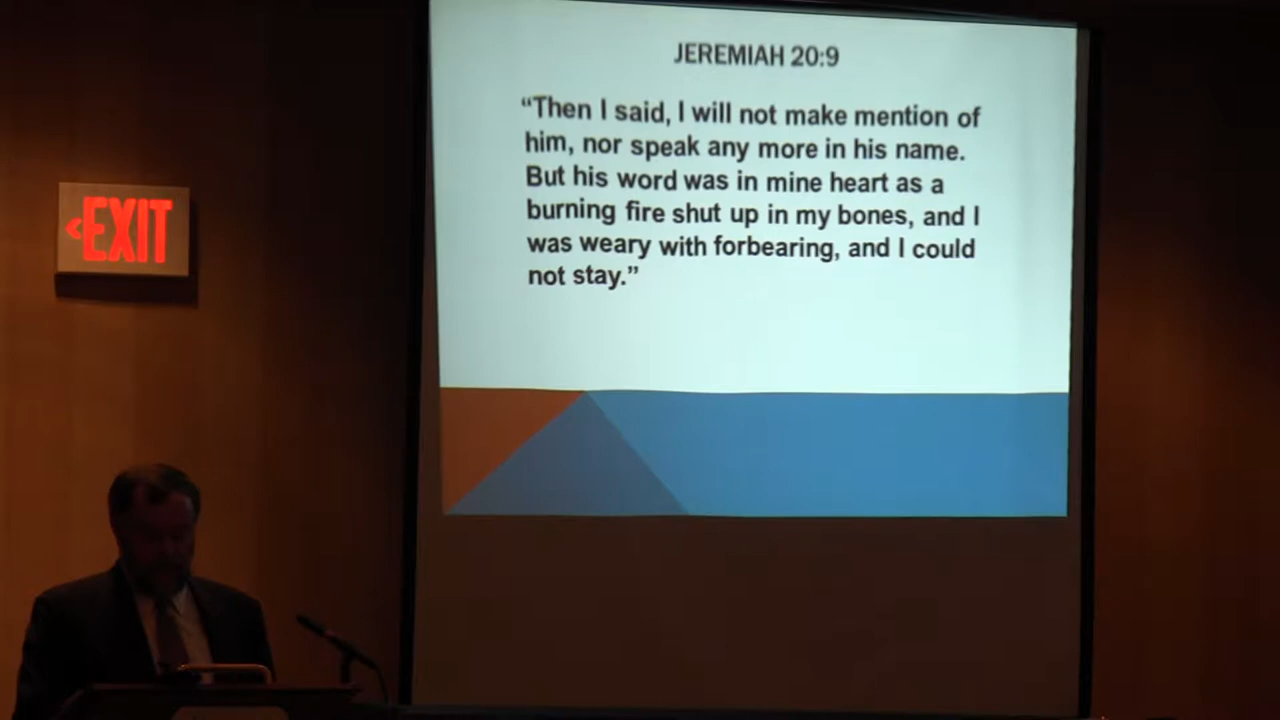 JEREMIAH 20:9
“Then I said, I will not make mention of
him, nor speak any more in his name.
But his word was in mine heart as a
burning fire shut up in my bones, and I
was weary with forbearing, and I could
not stay.”
<EXIT